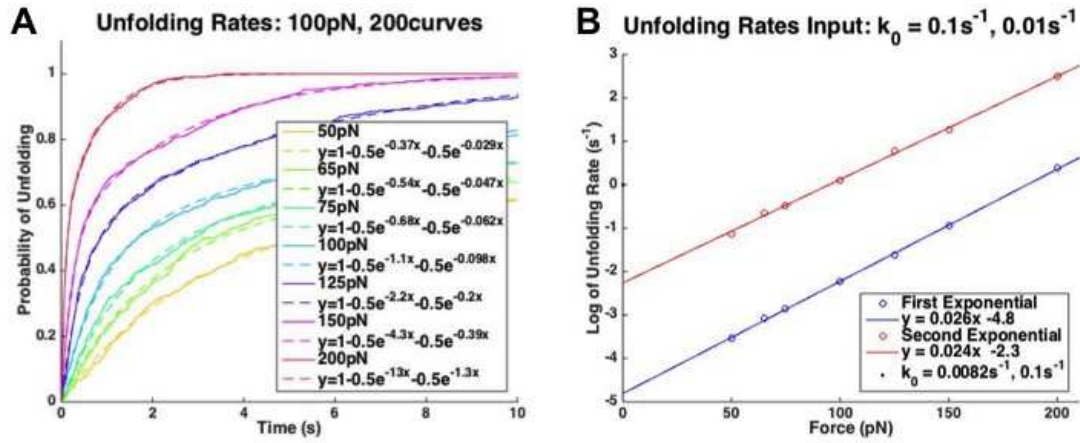 A
Unfolding Rates: 100pN, 200curves
Probability of Unfolding
1
0.8
0.6
0.4
0.2
0
0 2 4 6 8 10
Time (s)
50pN
y=1-0.5e^-0.37x-0.5e^-0.029x
65pN
y=1-0.5e^-0.54x-0.5e^-0.047x
75pN
y=1-0.5e^-0.68x-0.5e^-0.062x
100pN
y=1-0.5e^-1.1x-0.5e^-0.098x
125pN
y=1-0.5e^-2.2x-0.5e^-0.2x
150pN
y=1-0.5e^-4.3x-0.5e^-0.39x
200pN
y=1-0.5e^-13x-0.5e^-1.3x
B
Unfolding Rates Input: k_0 = 0.1s^-1, 0.01s^-1
Log of Unfolding Rate (s^-1)
3
2
1
0
-1
-2
-3
-4
-5
0 50 100 150 200
Force (pN)
First Exponential
y = 0.026x -4.8
Second Exponential
y = 0.024x -2.3
k_0 = 0.0082s^-1, 0.1s^-1